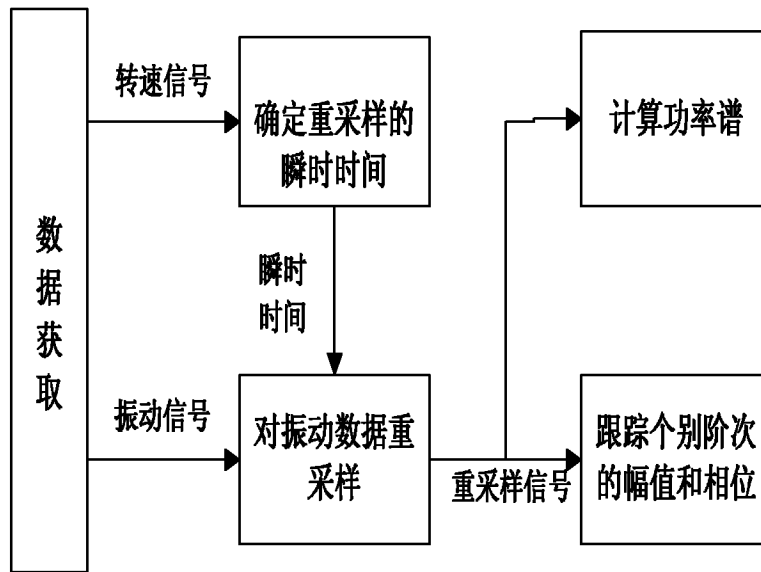 数
据
获
取
转速信号
确定重采样的
瞬时时间
瞬时
时间
振动信号
对振动数据重
采样
重采样信号
计算功率谱
跟踪个别阶次
的幅值和相位